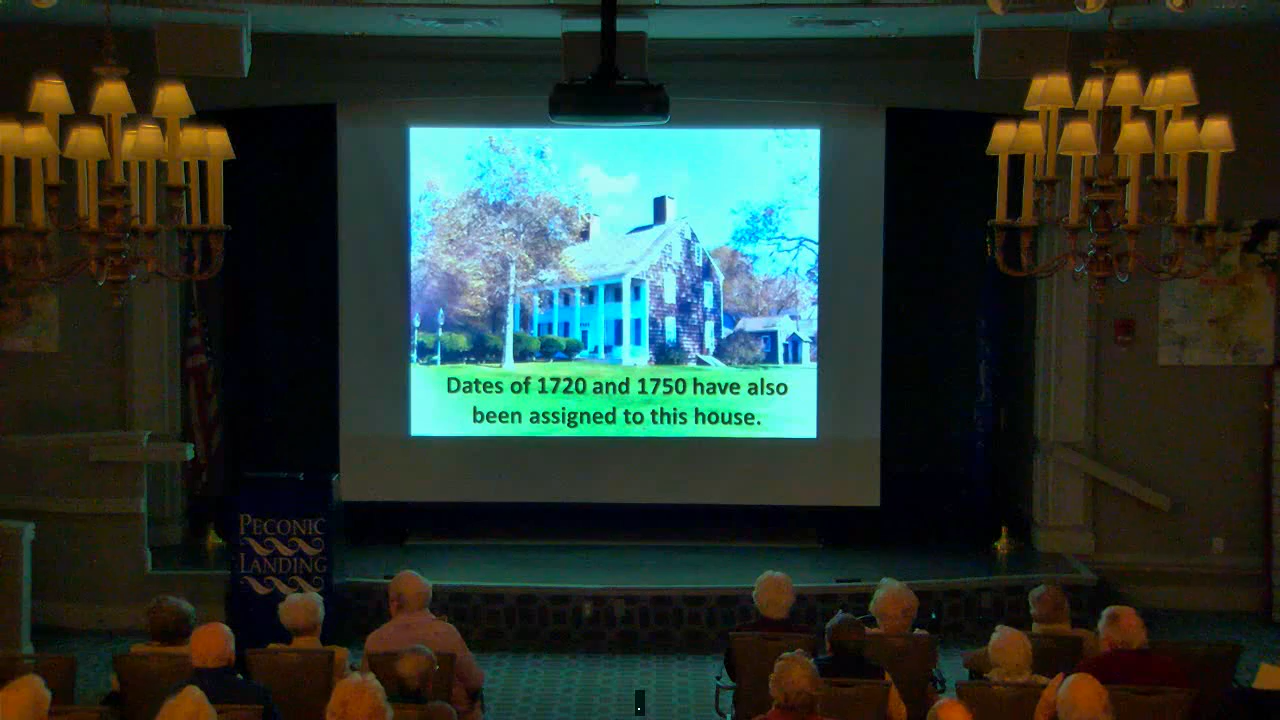 Dates of 1720 and 1750 have also
been assigned to this house.
PECONIC
LANDING